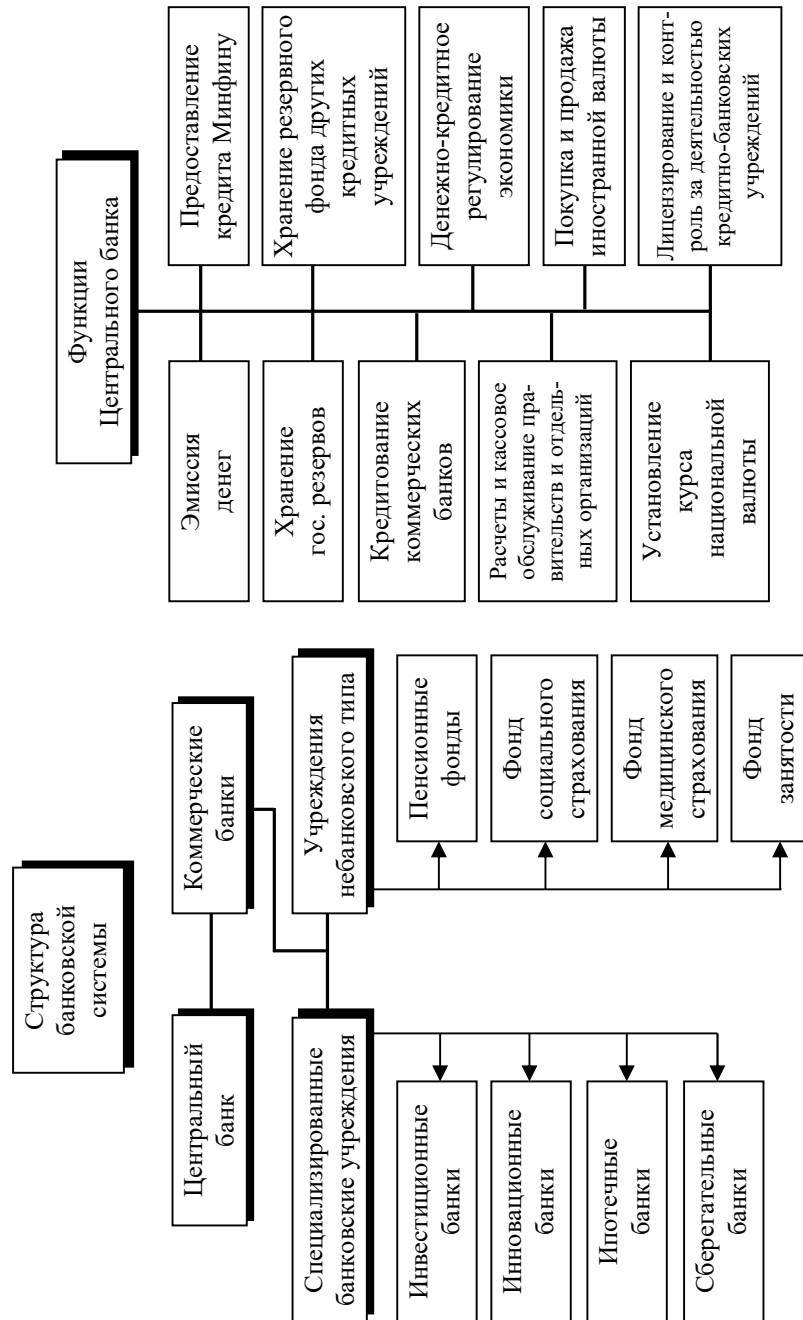 Структура
банковской
системы
Центральный
банк
Коммерческие
банки
Специализированные
банковские учреждения
Учреждения
небанковского типа
Инвестиционные
банки
Инновационные
банки
Ипотечные
банки
Сберегательные
банки
Пенсионные
фонды
Фонд
социального
страхования
Фонд
медицинского
страхования
Фонд
занятости
Функции
Центрального банка
Эмиссия
денег
Предоставление
кредита Минфину
Хранение
гос. резервов
Хранение резервного
фонда других
кредитных
учреждений
Кредитование
коммерческих
банков
Денежно-кредитное
регулирование
экономики
Расчеты и кассовое
обслуживание пра-
вительств и отдель-
ных организаций
Покупка и продажа
иностранной валюты
Установление
курса
национальной
валюты
Лицензирование и конт-
роль за деятельностью
кредитно-банковских
учреждений